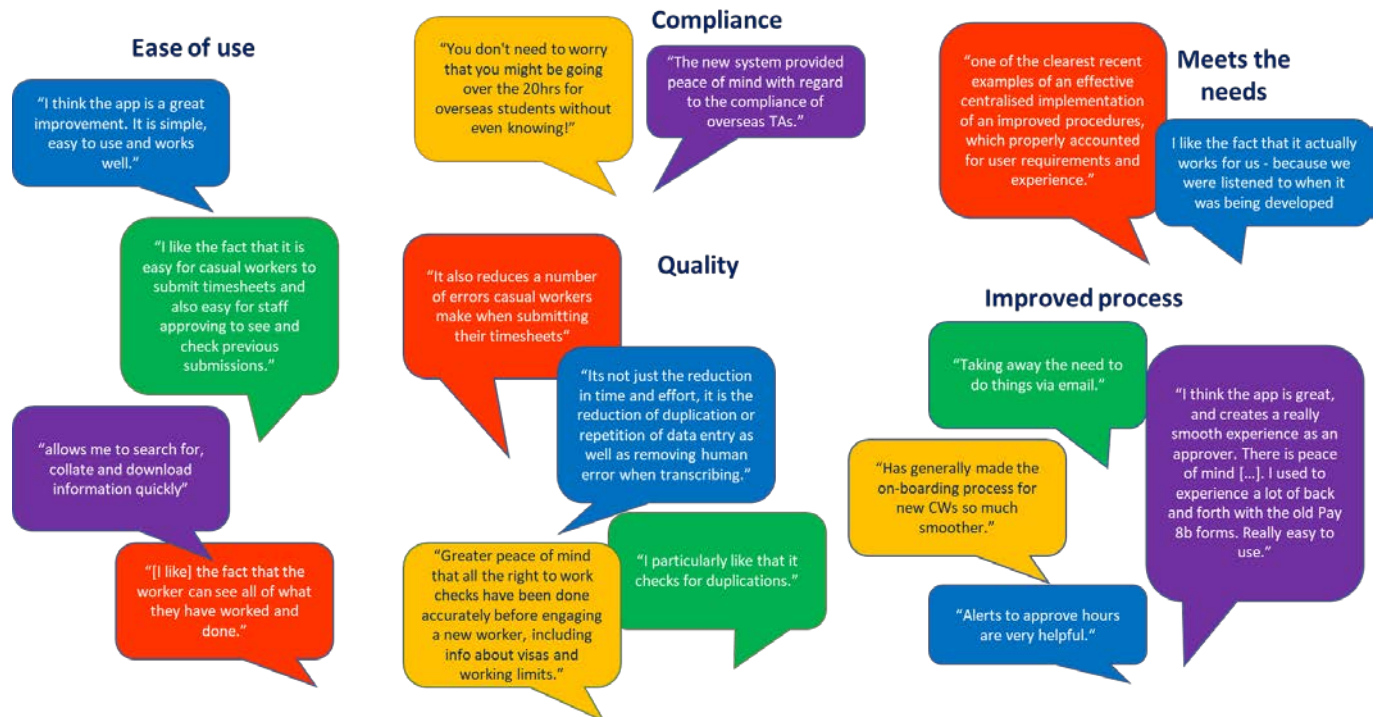 Ease of use
“I think the app is a great
improvement. It is simple,
easy to use and works
well.”
“I like the fact that it is
easy for casual workers to
submit timesheets and
also easy for staff
approving to see and
check previous
submissions.”
“allows me to search for,
collate and download
information quickly”
“[I like] the fact that the
worker can see all of what
they have worked and
done.”
Compliance
“You don't need to worry
that you might be going
over the 20hrs for
overseas students without
even knowing!”
“The new system provided
peace of mind with regard
to the compliance of
overseas TAs.”
Quality
“It also reduces a number
of errors casual workers
make when submitting
their timesheets“
“Its not just the reduction
in time and effort, it is the
reduction of duplication or
repetition of data entry as
well as removing human
error when transcribing.”
“Greater peace of mind
that all the right to work
checks have been done
accurately before engaging
a new worker, including
info about visas and
working limits.”
“I particularly like that it
checks for duplications.”
Meets the
needs
“one of the clearest recent
examples of an effective
centralised implementation
of an improved procedures,
which properly accounted
for user requirements and
experience.”
I like the fact that it actually
works for us - because we
were listened to when it
was being developed
Improved process
“Taking away the need to
do things via email.”
“I think the app is great,
and creates a really
smooth experience as an
approver. There is peace
of mind […]. I used to
experience a lot of back
and forth with the old Pay
8b forms. Really easy to
use.”
“Has generally made the
on-boarding process for
new CWs so much
smoother.”
“Alerts to approve hours
are very helpful.“